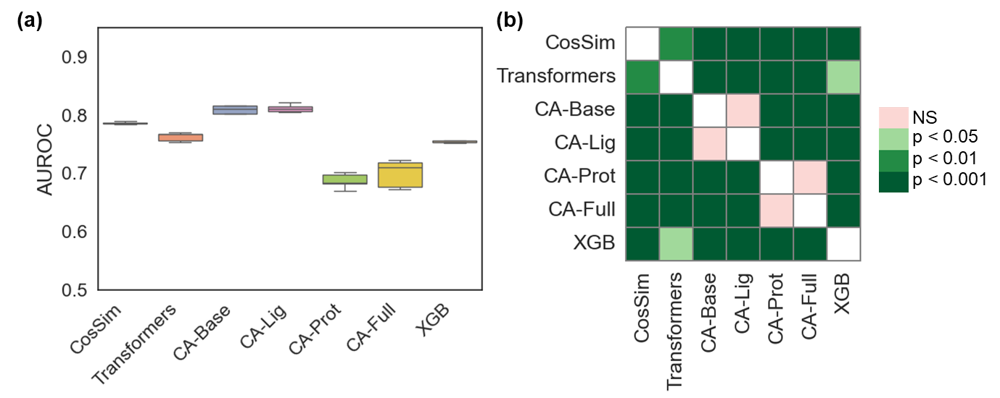 (a)
AUROC
0.9
0.8
0.7
0.6
0.5
CosSim
Transformers
CA-Base
CA-Lig
CA-Prot
CA-Full
XGB
(b)
CosSim
Transformers
CA-Base
CA-Lig
CA-Prot
CA-Full
XGB
CosSim
Transformers
CA-Base
CA-Lig
CA-Prot
CA-Full
XGB
NS
p < 0.05
p < 0.01
p < 0.001